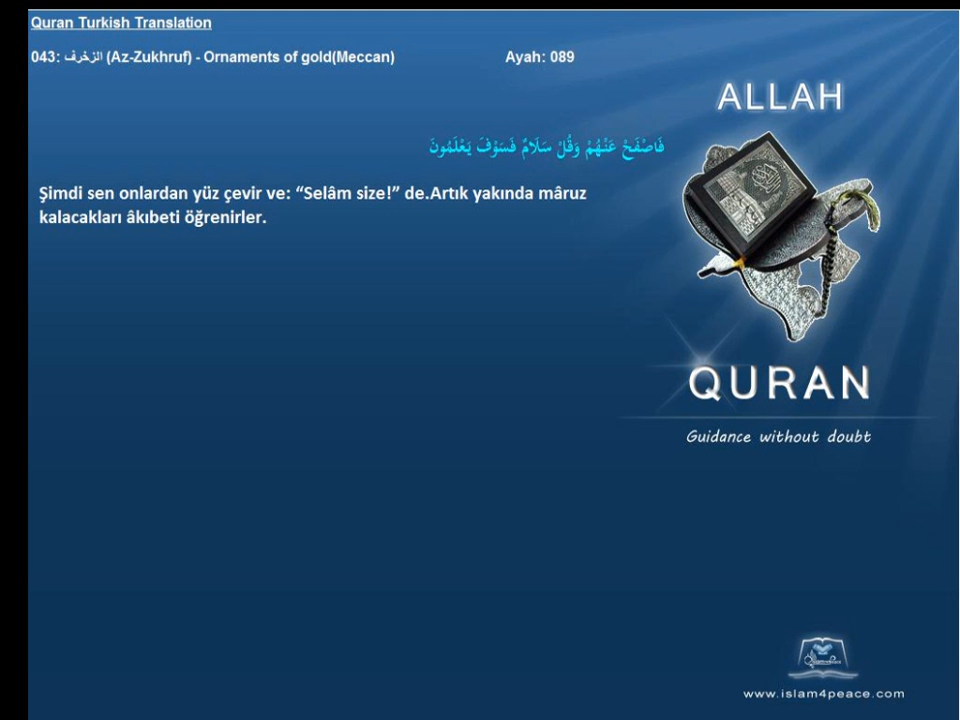 Quran Turkish Translation
043: الزخرف (Az-Zukhruf) - Ornaments of gold(Meccan) Ayah: 089
ALLAH
فَاصْفَحْ عَنْهُمْ وَقُلْ سَلَامٌ فَسَوْفَ يَعْلَمُونَ
Şimdi sen onlardan yüz çevir ve: “Selâm size!” de.Artık yakında mâruz
kalacakları âkıbeti öğrenirler.
QURAN
Guidance without doubt
www.islam4peace.com